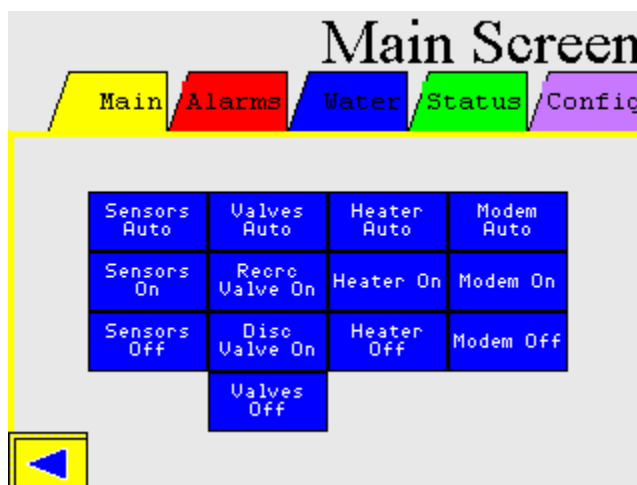 Main Screen
Main Alarms Water Status Config
Sensors Auto Valves Auto Heater Auto Modem Auto
Sensors On Recrc Valve On Heater On Modem On
Sensors Off Disc Valve On Heater Off Modem Off
Valves Off